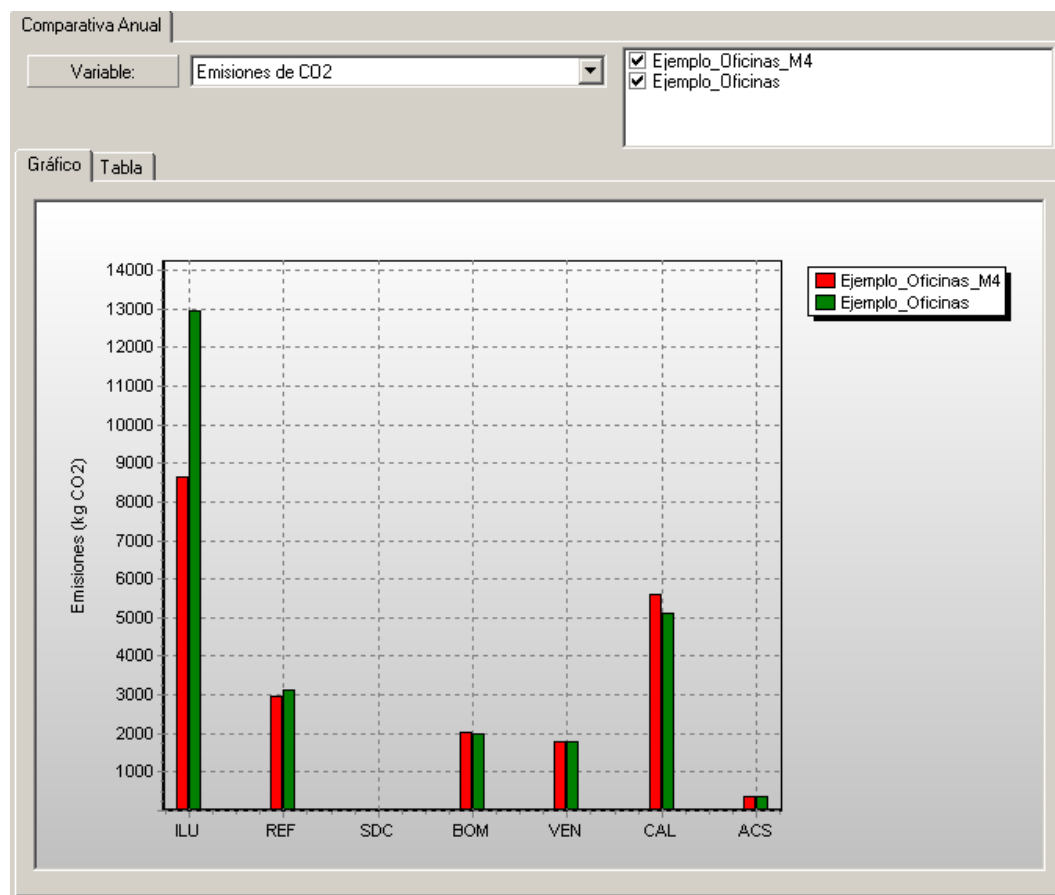 Comparativa Anual
Variable:
Emisiones de CO2
Ejemplo_Oficinas_M4
Ejemplo_Oficinas
Gráfico
Tabla
14000
13000
12000
11000
10000
9000
8000
7000
6000
5000
4000
3000
2000
1000
Emisiones (kg CO2)
ILU
REF
SDC
BOM
VEN
CAL
ACS
Ejemplo_Oficinas_M4
Ejemplo_Oficinas